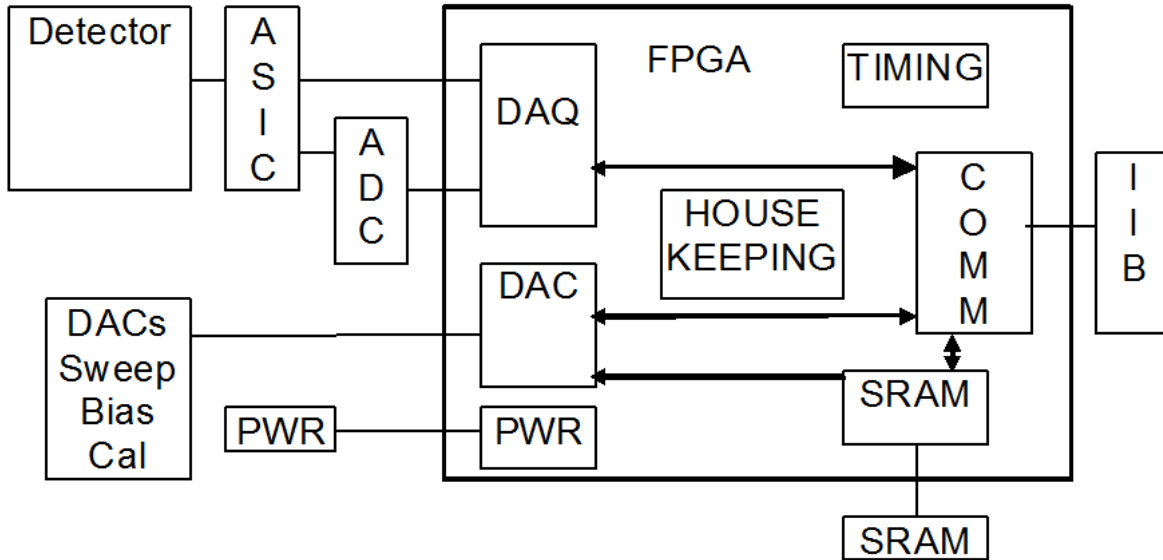 Detector
A
S
I
C
A
D
C
FPGA
TIMING
DAQ
HOUSE
KEEPING
C
O
M
M
I
I
B
DAC
DACs
Sweep
Bias
Cal
PWR
PWR
SRAM
SRAM